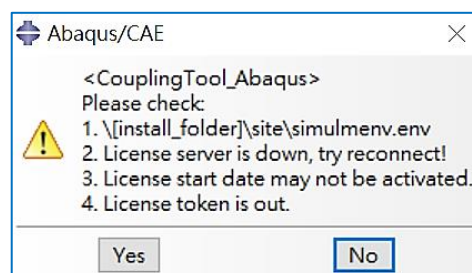 Abaqus/CAE
<CouplingTool_Abaqus>
Please check:
1. \[install_folder]\site\simulmenv.env
2. License server is down, try reconnect!
3. License start date may not be activated.
4. License token is out.
Yes No